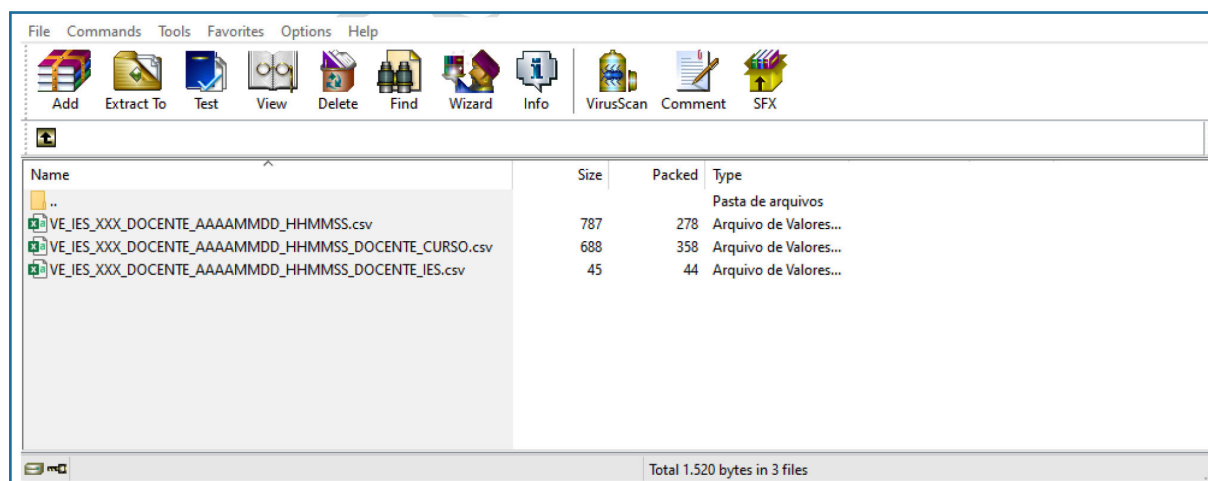 File Commands Tools Favorites Options Help
Add Extract To Test View Delete Find Wizard Info VirusScan Comment SFX
Name Size Packed Type
.. Pasta de arquivos
VE_IES_XXX_DOCENTE_AAAAMMDD_HHMMSS.csv 787 278 Arquivo de Valores...
VE_IES_XXX_DOCENTE_AAAAMMDD_HHMMSS_DOCENTE_CURSO.csv 688 358 Arquivo de Valores...
VE_IES_XXX_DOCENTE_AAAAMMDD_HHMMSS_DOCENTE_IES.csv 45 44 Arquivo de Valores...
Total 1.520 bytes in 3 files